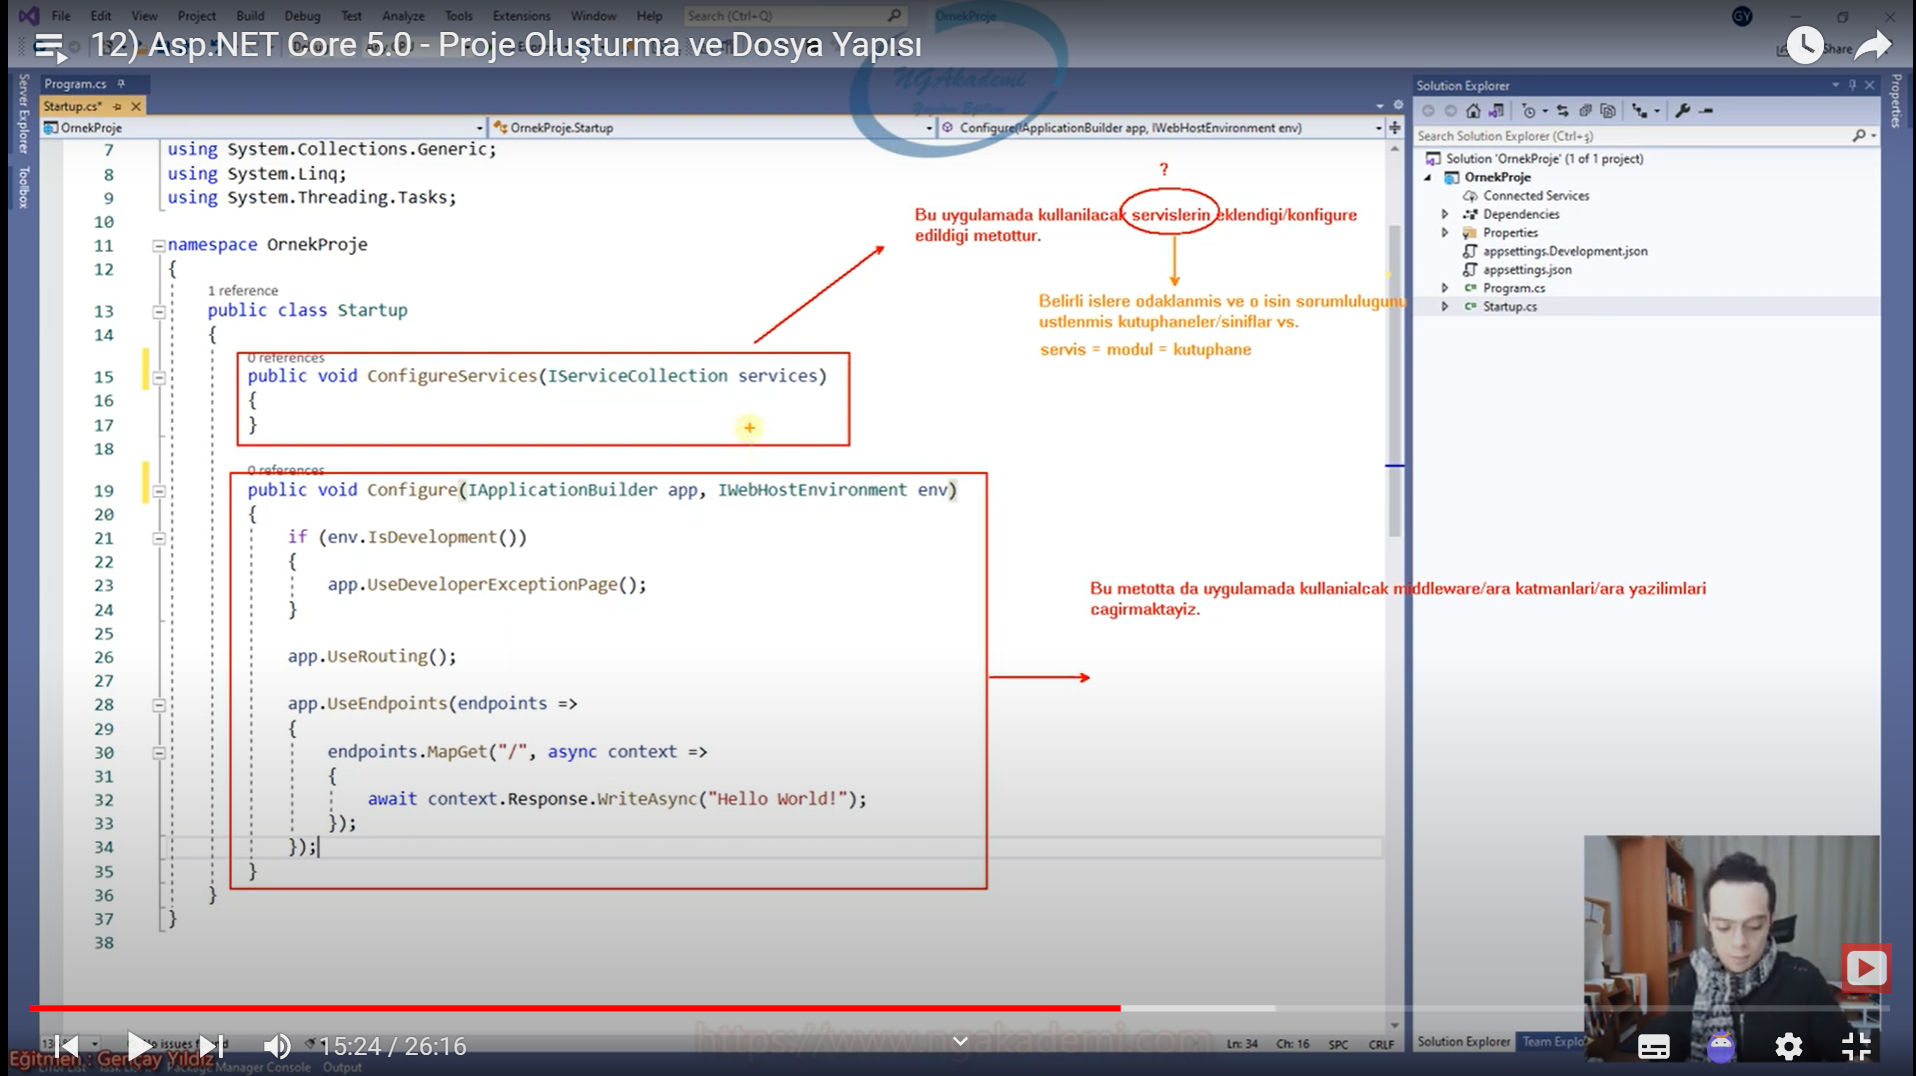 File Edit View Project Build Debug Test Analyze Tools Extensions Window Help Search (Ctrl+Q) OrnekProje GY
12) Asp.NET Core 5.0 - Proje Oluşturma ve Dosya Yapısı
Share
NGAkademi
Program.cs
Startup.cs*
OrnekProje OrnekProje.Startup Configure(IApplicationBuilder app, IWebHostEnvironment env)
Server Explorer
Toolbox
7 using System.Collections.Generic;
8 using System.Linq;
9 using System.Threading.Tasks;
10
11 namespace OrnekProje
12 {
1 reference
13 public class Startup
14 {
0 references
15 public void ConfigureServices(IServiceCollection services)
16 {
17 }
18
0 references
19 public void Configure(IApplicationBuilder app, IWebHostEnvironment env)
20 {
21 if (env.IsDevelopment())
22 {
23 app.UseDeveloperExceptionPage();
24 }
25
26 app.UseRouting();
27
28 app.UseEndpoints(endpoints =>
29 {
30 endpoints.MapGet("/", async context =>
31 {
32 await context.Response.WriteAsync("Hello World!");
33 });
34 });
35 }
36 }
37 }
38
?
Bu uygulamada kullanilacak servislerin eklendigi/konfigure
edildigi metottur.
Belirli islere odaklanmis ve o isin sorumlulugunu
ustlenmis kutuphaneler/siniflar vs.
servis = modul = kutuphane
Bu metotta da uygulamada kullanialcak middleware/ara katmanlari/ara yazilimlari
cagirmaktayiz.
Solution Explorer
Search Solution Explorer (Ctrl+ş)
Solution 'OrnekProje' (1 of 1 project)
OrnekProje
Connected Services
Dependencies
Properties
appsettings.Development.json
appsettings.json
Program.cs
Startup.cs
Properties
https://www.ngakademi.com
15:24 / 26:16
Ln: 34 Ch: 16 SPC CRLF
Solution Explorer Team Explo
Eğitmen : Gençay Yıldız
Package Manager Console Output